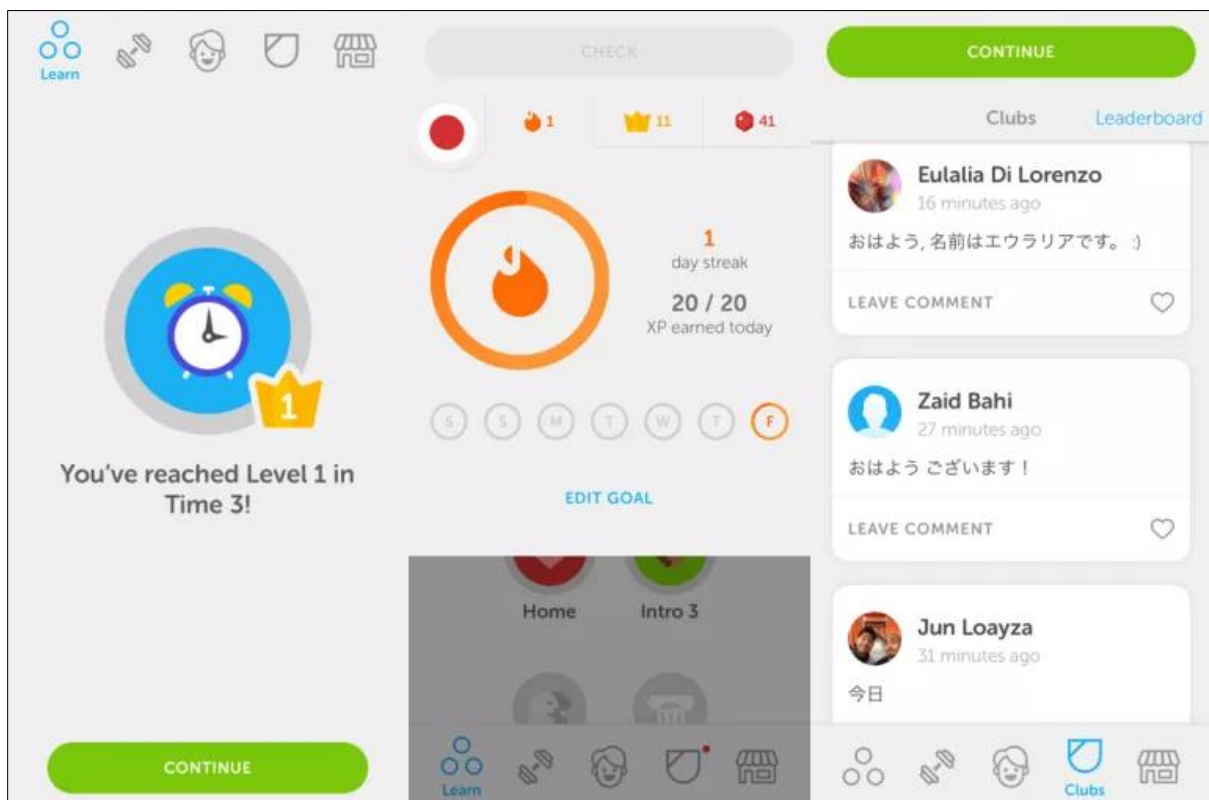 Learn
1
You've reached Level 1 in
Time 3!
CONTINUE
CHECK
1
11
41
1
day streak
20 / 20
XP earned today
S S M T W T F
EDIT GOAL
Home
Intro 3
Learn
CONTINUE
Clubs
Leaderboard
Eulalia Di Lorenzo
16 minutes ago
おはよう, 名前はエウラリアです。 :)
LEAVE COMMENT
Zaid Bahi
27 minutes ago
おはよう ございます！
LEAVE COMMENT
Jun Loayza
31 minutes ago
今日
Clubs